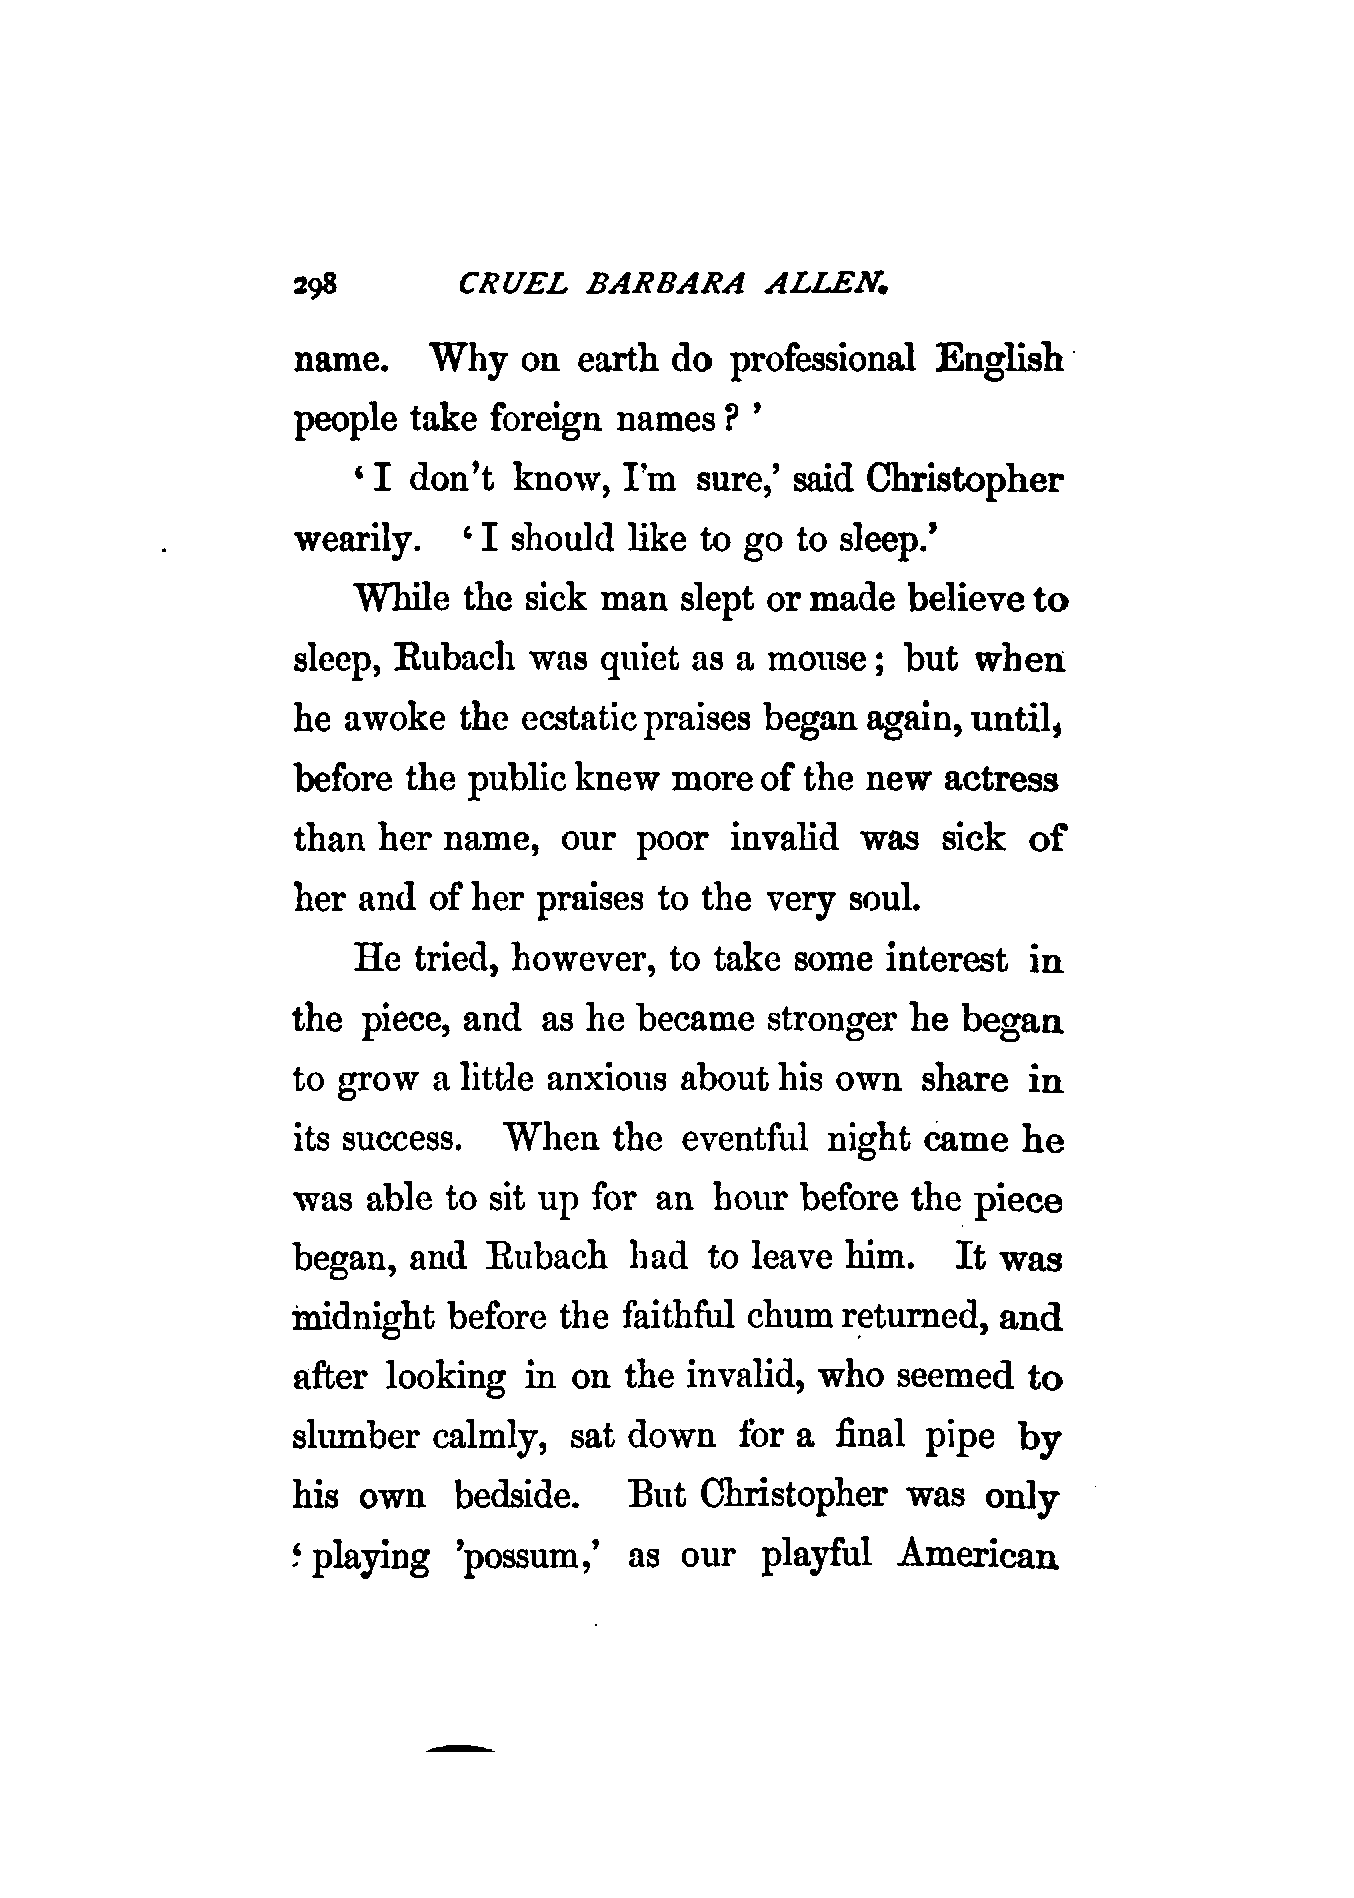 298 CRUEL BARBARA ALLEN.
name. Why on earth do professional English
people take foreign names ? ’
‘ I don’t know, I’m sure,’ said Christopher
wearily. ‘ I should like to go to sleep.’
While the sick man slept or made believe to
sleep, Rubach was quiet as a mouse ; but when
he awoke the ecstatic praises began again, until,
before the public knew more of the new actress
than her name, our poor invalid was sick of
her and of her praises to the very soul.
He tried, however, to take some interest in
the piece, and as he became stronger he began
to grow a little anxious about his own share in
its success. When the eventful night came he
was able to sit up for an hour before the piece
began, and Rubach had to leave him. It was
midnight before the faithful chum returned, and
after looking in on the invalid, who seemed to
slumber calmly, sat down for a final pipe by
his own bedside. But Christopher was only
‘ playing ’possum,’ as our playful American